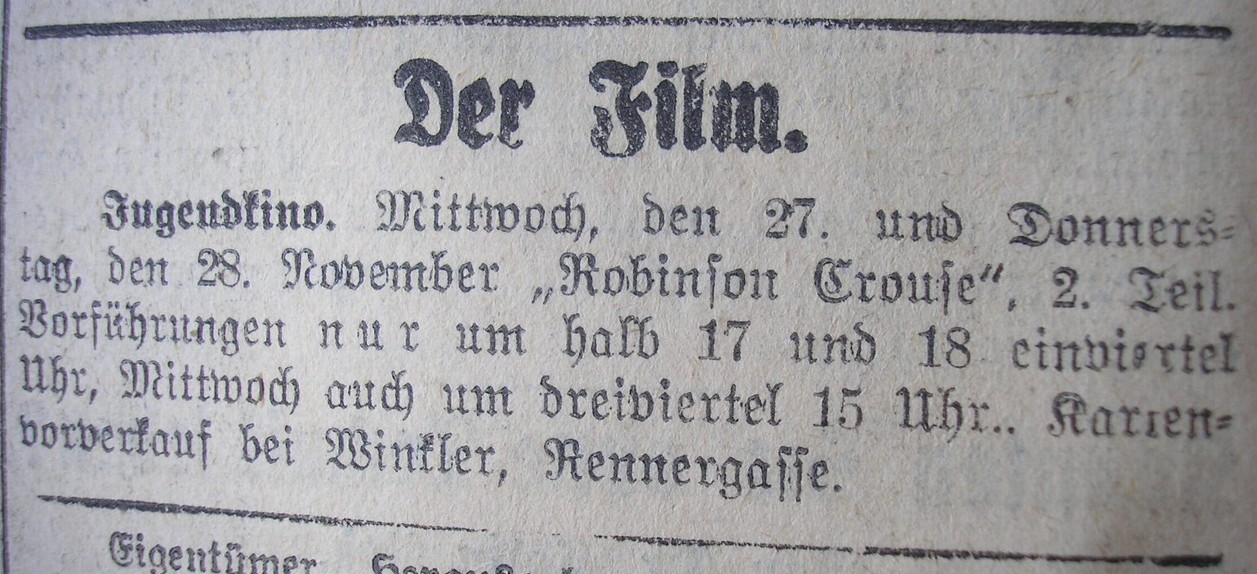 Der Film.
Jugendkino. Mittwoch, den 27. und Donners-
tag, den 28. November „Robinson Crouse“, 2. Teil.
Vorführungen nur um halb 17 und 18 einviertel
Uhr, Mittwoch auch um dreiviertel 15 Uhr.. Karten-
vorverkauf bei Winkler, Rennergasse.
Eigentümer